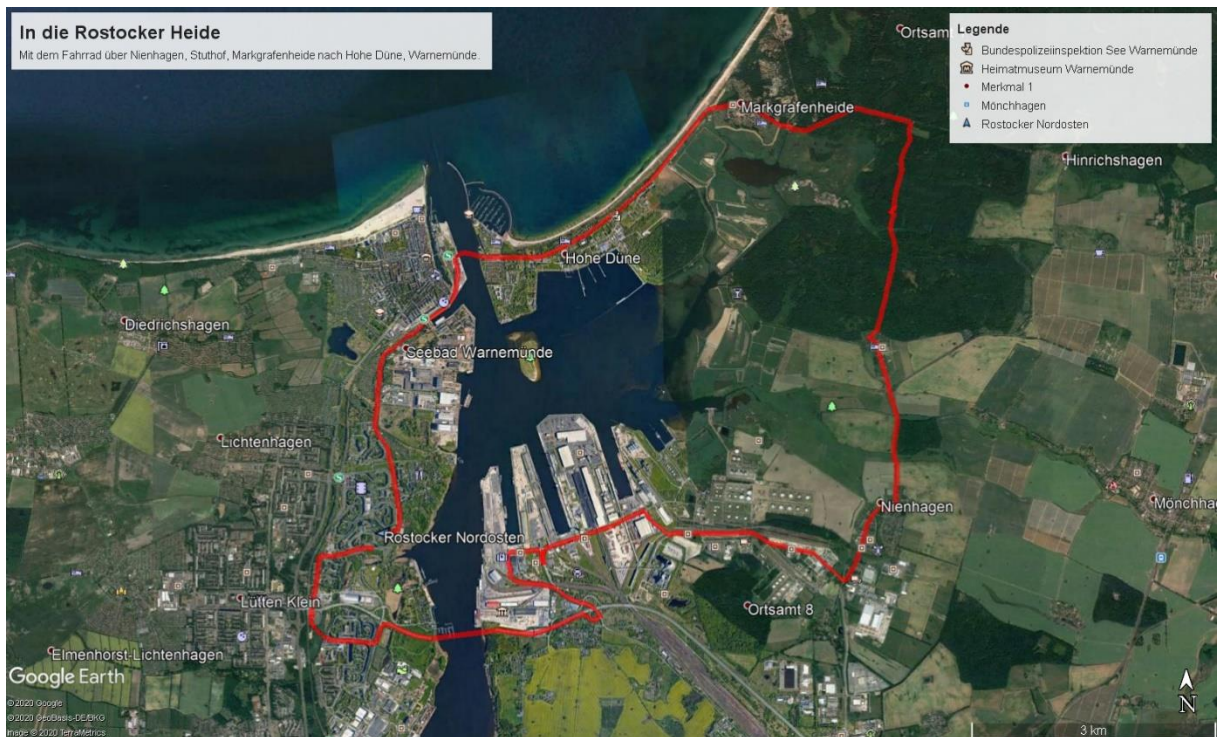 In die Rostocker Heide
Mit dem Fahrrad über Nienhagen, Stuthof, Markgrafenheide nach Hohe Düne, Warnemünde.
Legende
Bundespolizeiinspektion See Warnemünde
Heimatmuseum Warnemünde
Merkmal 1
Mönchhagen
Rostocker Nordosten
Ortsamt
Markgrafenheide
Hinrichshagen
Hohe Düne
Diedrichshagen
Seebad Warnemünde
Lichtenhagen
Nienhagen
Mönchha
Rostocker Nordosten
Lütten Klein
Ortsamt 8
Elmenhorst-Lichtenhagen
Google Earth
©2020 Google
©2020 GeoBasis-DE/BKG
Image © 2020 TerraMetrics
N
3 km